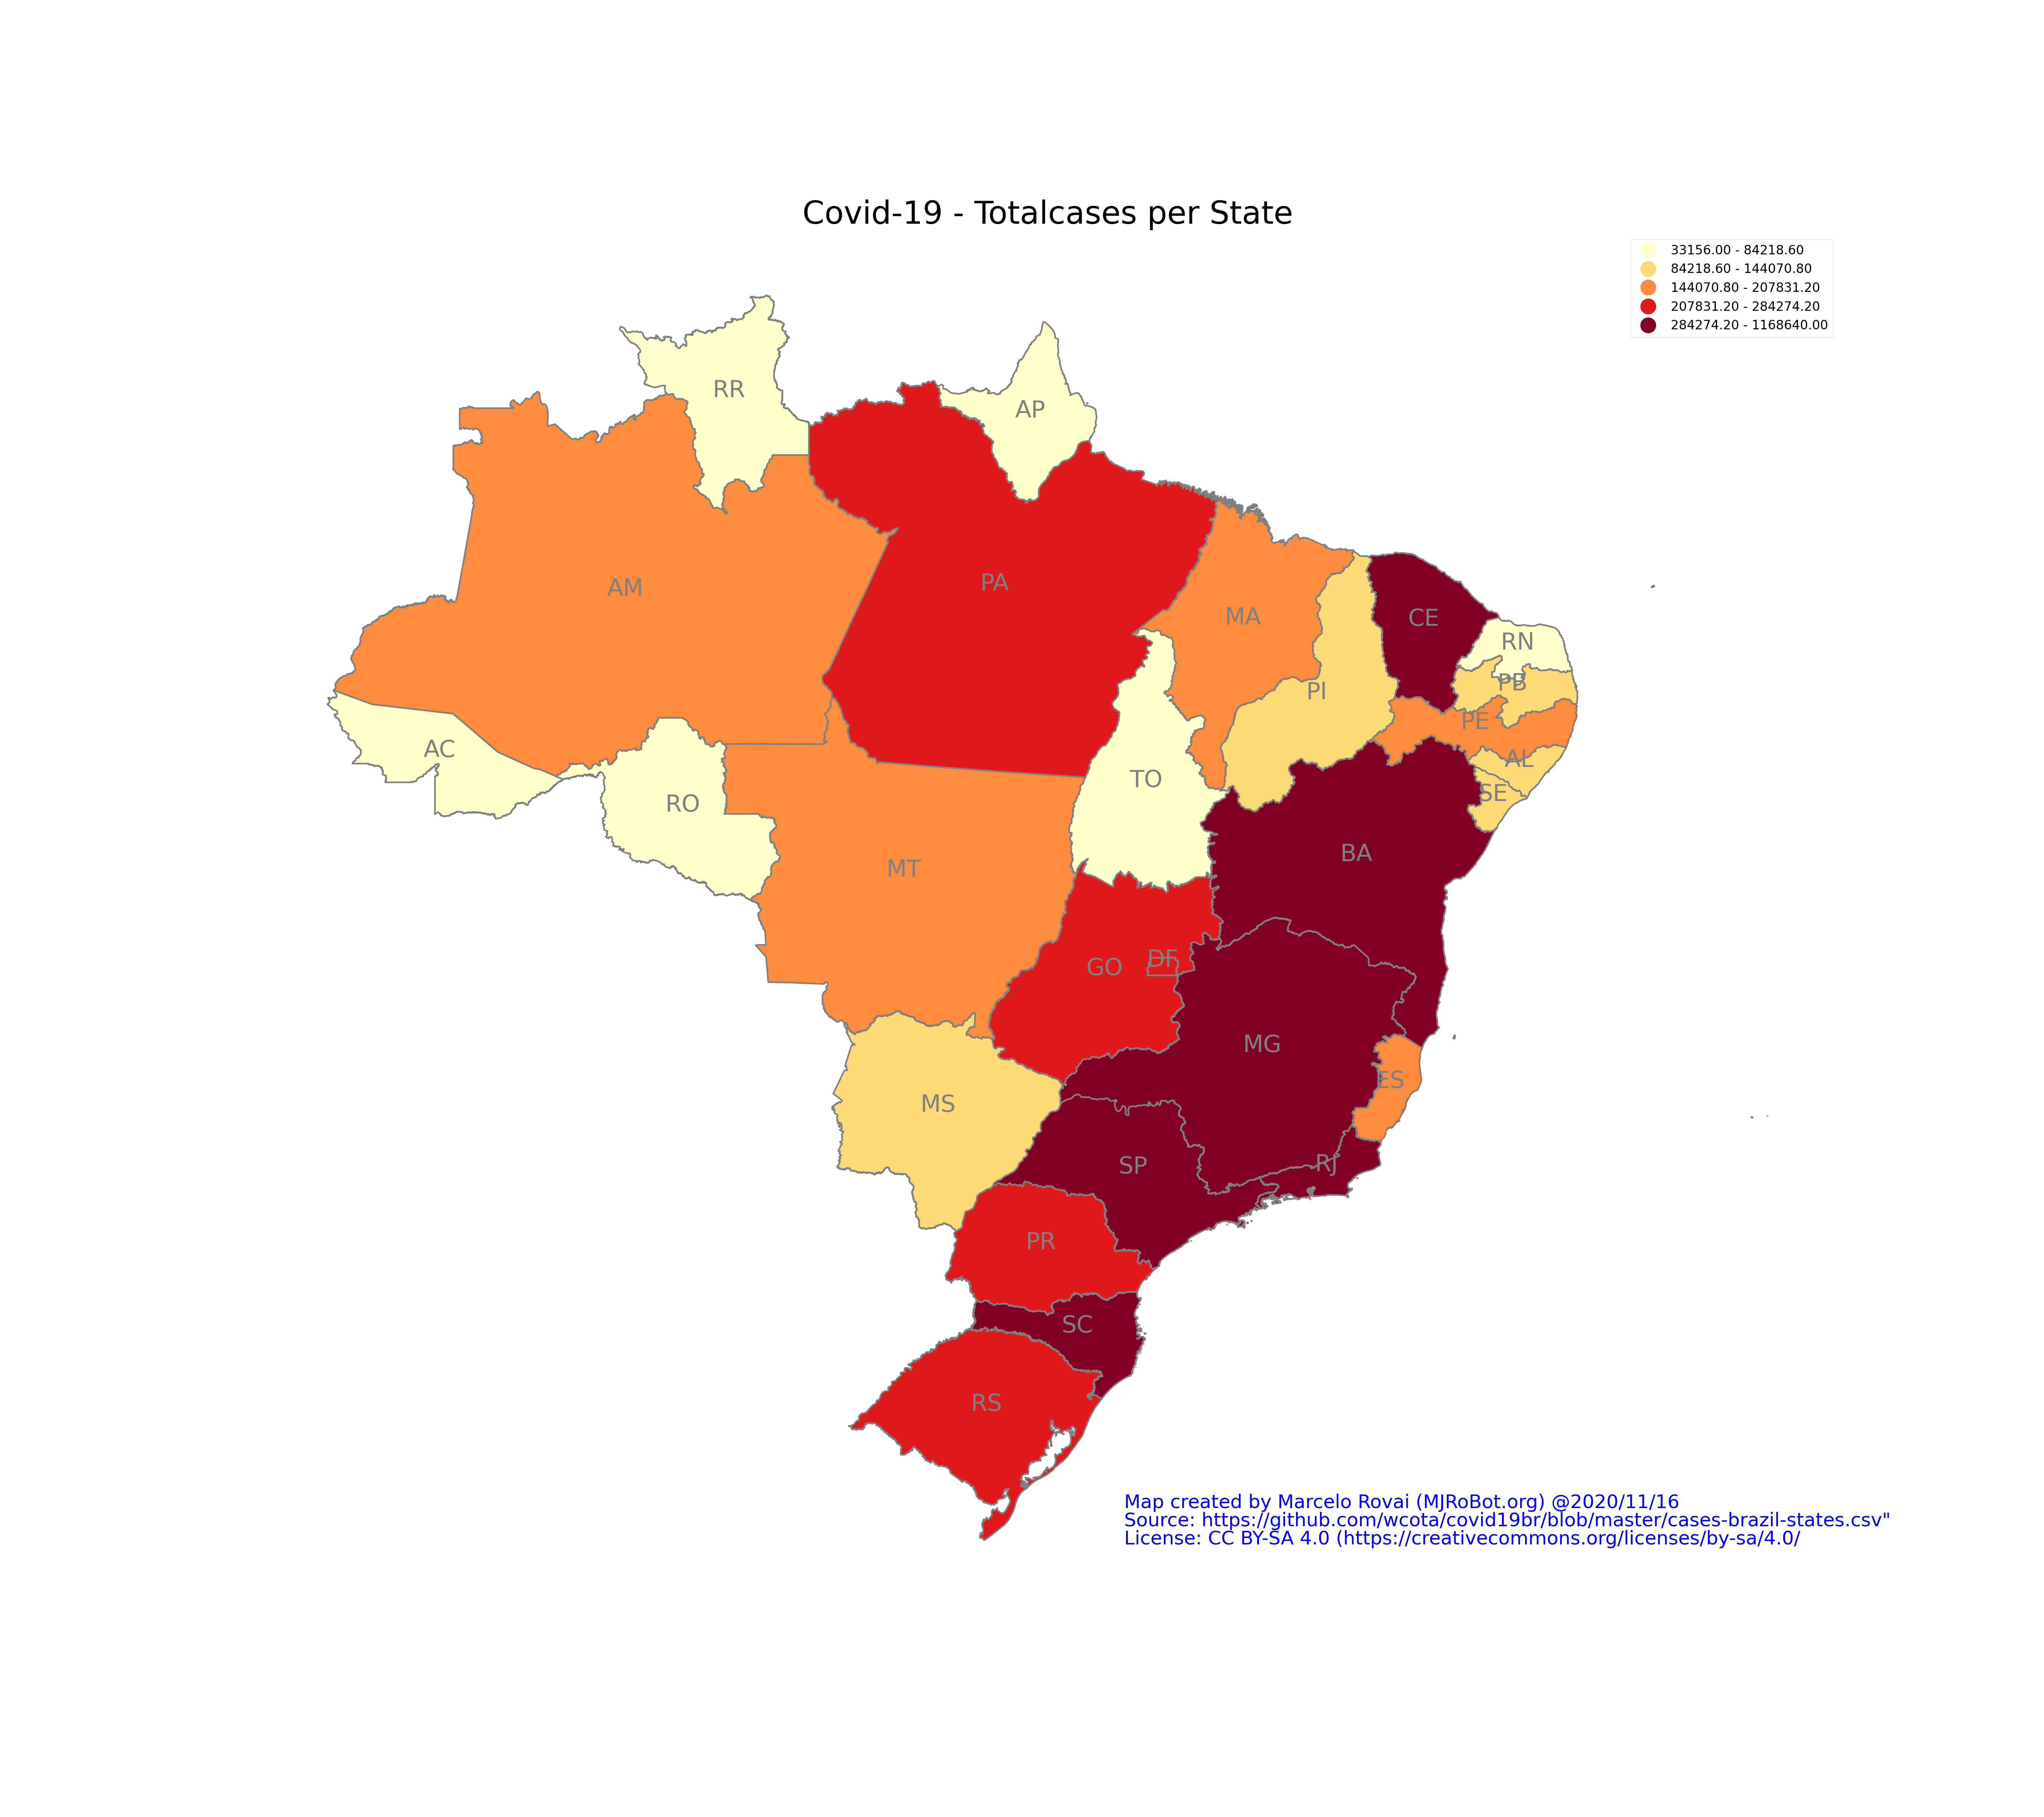 Covid-19 - Totalcases per State
33156.00 - 84218.60
84218.60 - 144070.80
144070.80 - 207831.20
207831.20 - 284274.20
284274.20 - 1168640.00
RR
AP
AM
PA
MA
CE
RN
PB
PI
PE
AC
AL
TO
SE
RO
BA
MT
DF
GO
MG
ES
MS
SP
RJ
PR
SC
RS
Map created by Marcelo Rovai (MJRoBot.org) @2020/11/16
Source: https://github.com/wcota/covid19br/blob/master/cases-brazil-states.csv"
License: CC BY-SA 4.0 (https://creativecommons.org/licenses/by-sa/4.0/